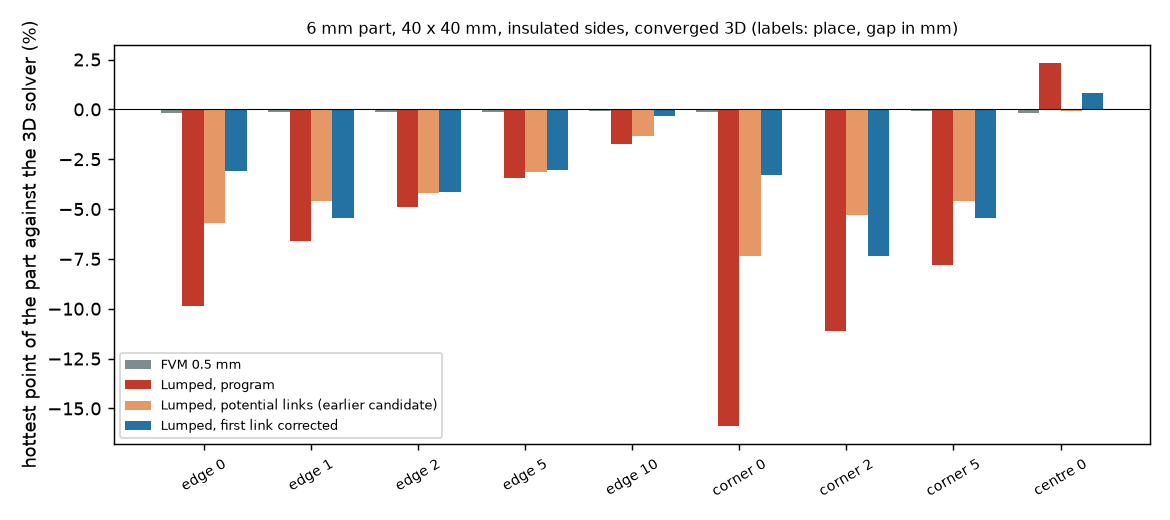 6 mm part, 40 x 40 mm, insulated sides, converged 3D (labels: place, gap in mm)
hottest point of the part against the 3D solver (%)
2.5
0.0
−2.5
−5.0
−7.5
−10.0
−12.5
−15.0
FVM 0.5 mm
Lumped, program
Lumped, potential links (earlier candidate)
Lumped, first link corrected
edge 0
edge 1
edge 2
edge 5
edge 10
corner 0
corner 2
corner 5
centre 0